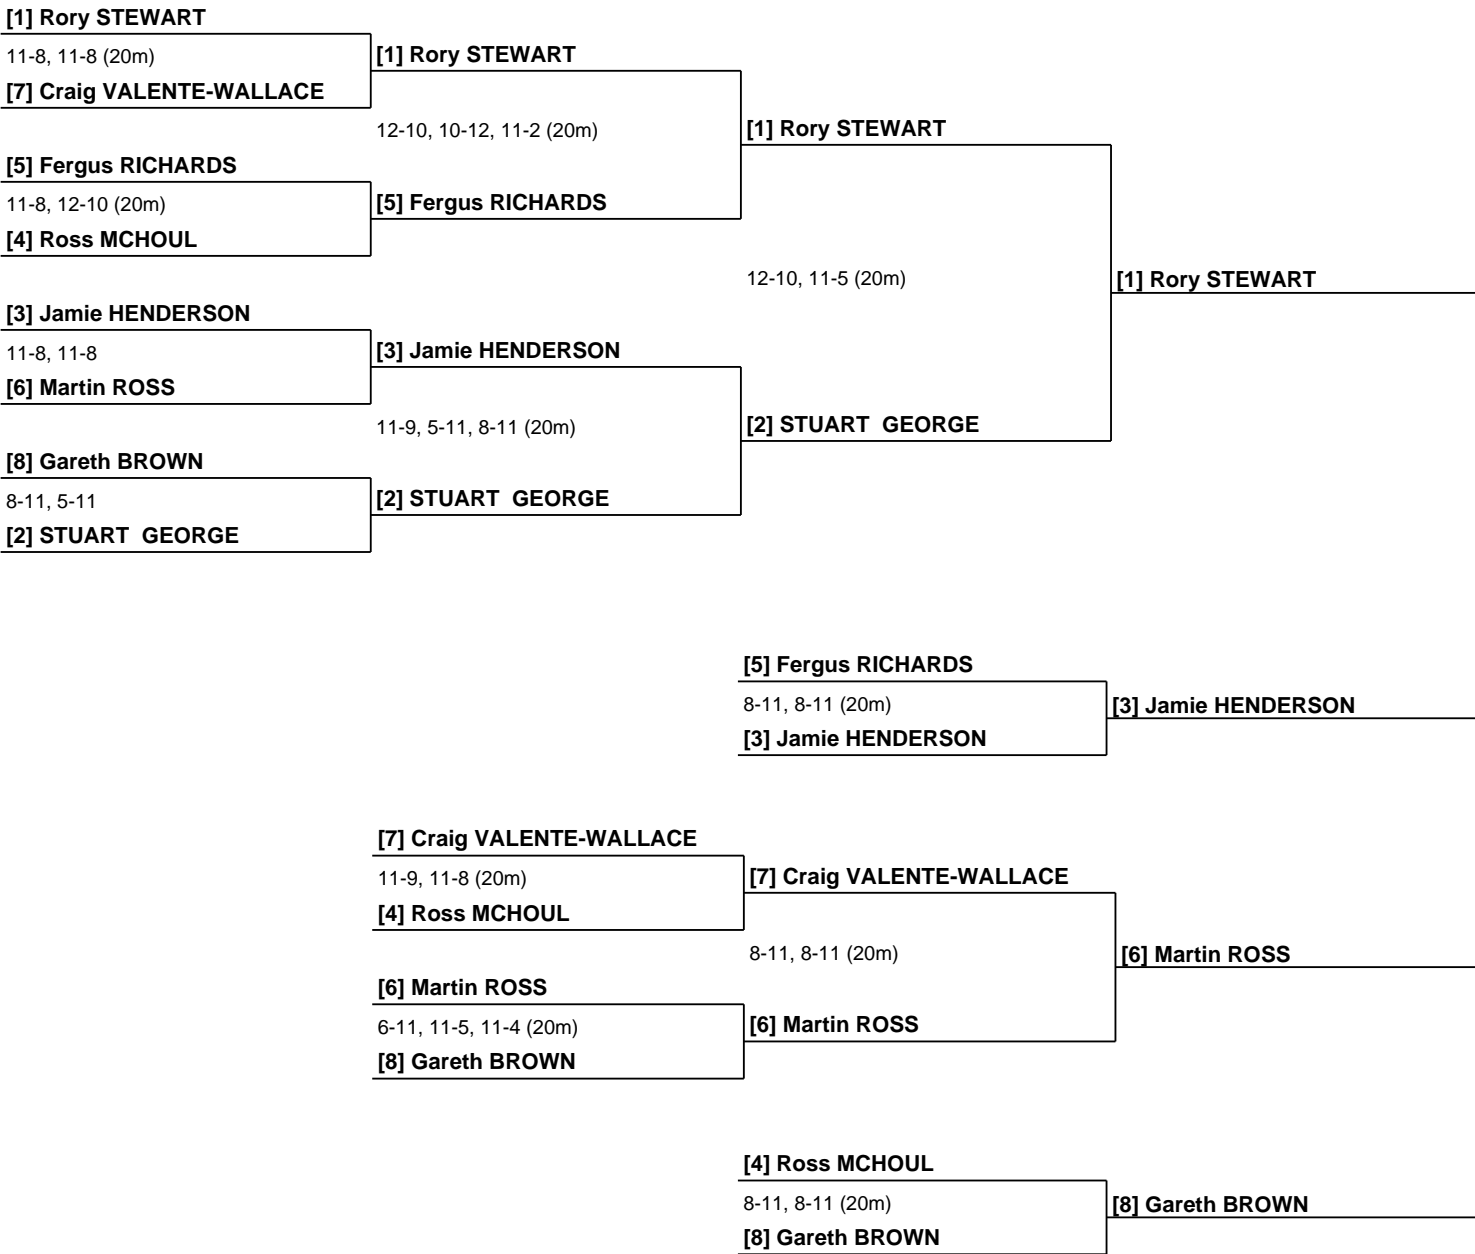 [1] Rory STEWART
11-8, 11-8 (20m)
[1] Rory STEWART
[7] Craig VALENTE-WALLACE
12-10, 10-12, 11-2 (20m)
[1] Rory STEWART
[5] Fergus RICHARDS
11-8, 12-10 (20m)
[5] Fergus RICHARDS
[4] Ross MCHOUL
12-10, 11-5 (20m)
[1] Rory STEWART
[3] Jamie HENDERSON
11-8, 11-8
[3] Jamie HENDERSON
[6] Martin ROSS
11-9, 5-11, 8-11 (20m)
[2] STUART  GEORGE
[8] Gareth BROWN
8-11, 5-11
[2] STUART  GEORGE
[2] STUART  GEORGE
[5] Fergus RICHARDS
8-11, 8-11 (20m)
[3] Jamie HENDERSON
[3] Jamie HENDERSON
[7] Craig VALENTE-WALLACE
11-9, 11-8 (20m)
[7] Craig VALENTE-WALLACE
[4] Ross MCHOUL
8-11, 8-11 (20m)
[6] Martin ROSS
[6] Martin ROSS
6-11, 11-5, 11-4 (20m)
[6] Martin ROSS
[8] Gareth BROWN
[4] Ross MCHOUL
8-11, 8-11 (20m)
[8] Gareth BROWN
[8] Gareth BROWN